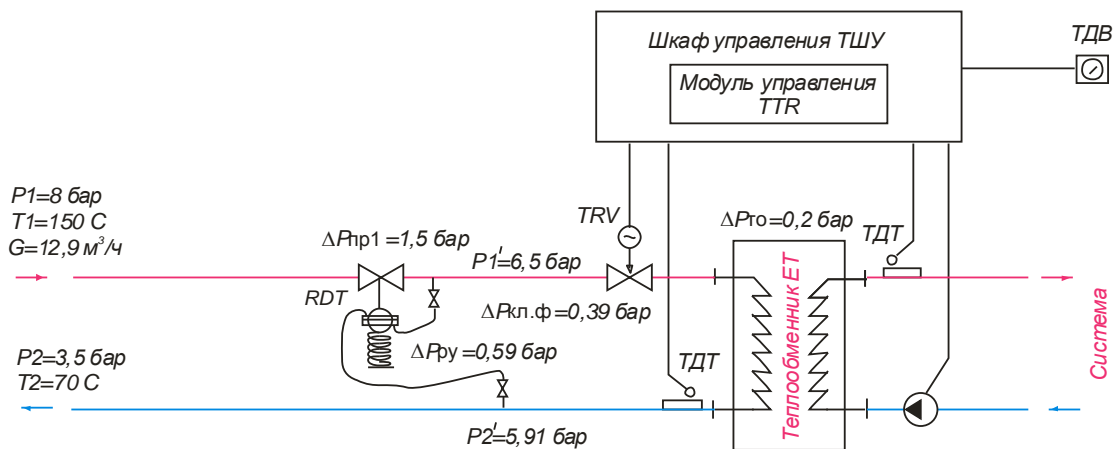 Шкаф управления ТШУ
Модуль управления
TTR
ТДВ
P1=8 бар
T1=150 C
G=12,9 м³/ч
ΔPпр1=1,5 бар
P1'=6,5 бар
TRV
ΔPто=0,2 бар
ТДТ
RDT
ΔPкл.ф=0,39 бар
ΔPру=0,59 бар
P2=3,5 бар
T2=70 C
ТДТ
P2'=5,91 бар
Теплообменник ET
Система